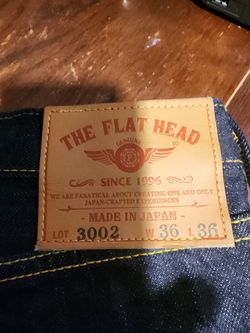 THE FLAT HEAD
GENUINE
SINCE 1996
WE ARE FANATICAL ABOUT CREATING ONE AND ONLY
JAPAN-CRAFTED EXPERIENCES
- MADE IN JAPAN -
LOT 3002 W 36 L 36